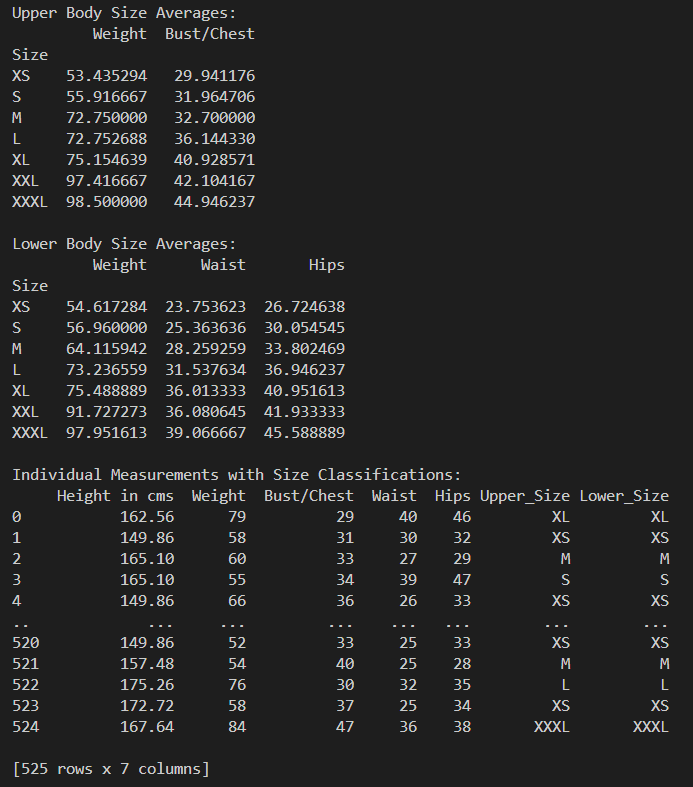 Upper Body Size Averages:
         Weight  Bust/Chest
Size
XS    53.435294   29.941176
S     55.916667   31.964706
M     72.750000   32.700000
L     72.752688   36.144330
XL    75.154639   40.928571
XXL   97.416667   42.104167
XXXL  98.500000   44.946237

Lower Body Size Averages:
         Weight      Waist       Hips
Size
XS    54.617284  23.753623  26.724638
S     56.960000  25.363636  30.054545
M     64.115942  28.259259  33.802469
L     73.236559  31.537634  36.946237
XL    75.488889  36.013333  40.951613
XXL   91.727273  36.080645  41.933333
XXXL  97.951613  39.066667  45.588889

Individual Measurements with Size Classifications:
     Height in cms  Weight  Bust/Chest  Waist  Hips Upper_Size Lower_Size
0           162.56      79          29     40    46         XL         XL
1           149.86      58          31     30    32         XS         XS
2           165.10      60          33     27    29          M          M
3           165.10      55          34     39    47          S          S
4           149.86      66          36     26    33         XS         XS
..             ...     ...         ...    ...   ...        ...        ...
520         149.86      52          33     25    33         XS         XS
521         157.48      54          40     25    28          M          M
522         175.26      76          30     32    35          L          L
523         172.72      58          37     25    34         XS         XS
524         167.64      84          47     36    38       XXXL       XXXL

[525 rows x 7 columns]